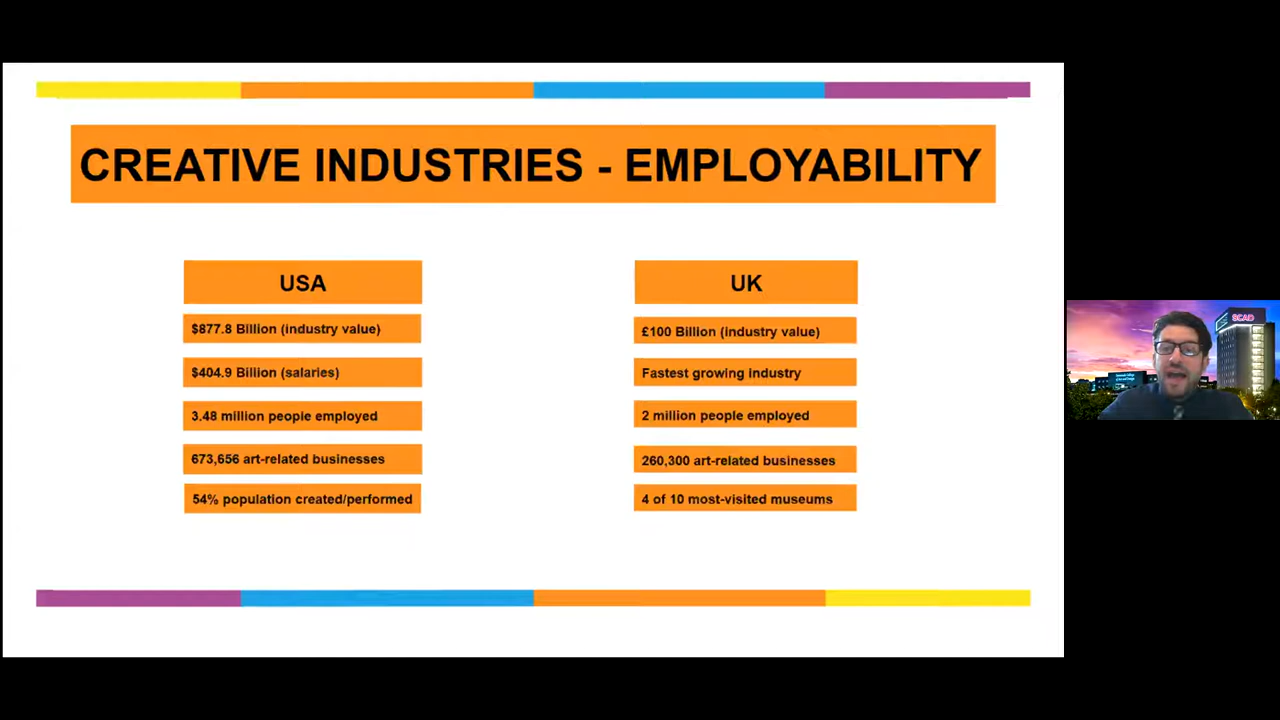 CREATIVE INDUSTRIES - EMPLOYABILITY
USA
$877.8 Billion (industry value)
$404.9 Billion (salaries)
3.48 million people employed
673,656 art-related businesses
54% population created/performed
UK
£100 Billion (industry value)
Fastest growing industry
2 million people employed
260,300 art-related businesses
4 of 10 most-visited museums
SCAD